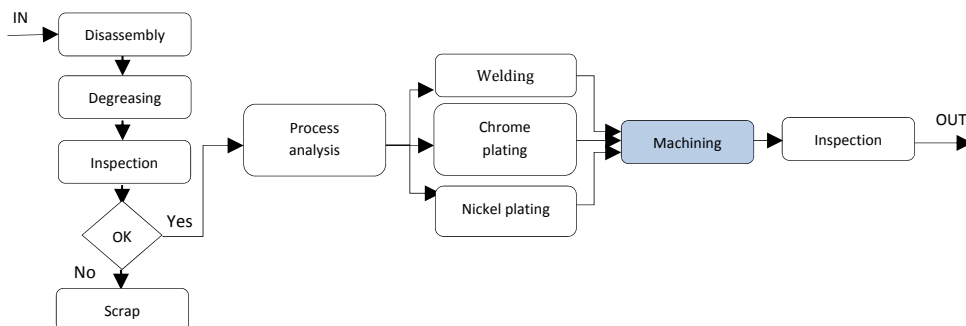 IN
Disassembly
Degreasing
Inspection
OK
Yes
No
Scrap
Process
analysis
Welding
Chrome
plating
Nickel plating
Machining
Inspection
OUT